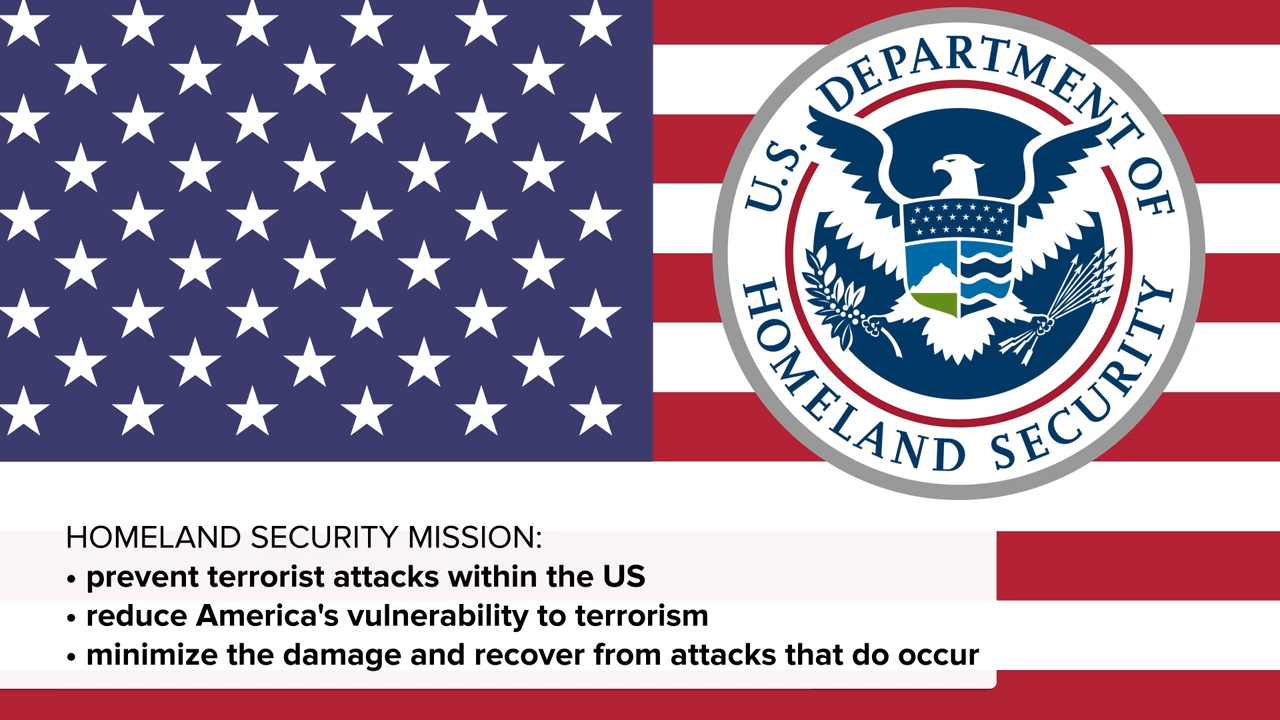 U.S. DEPARTMENT OF
HOMELAND SECURITY
HOMELAND SECURITY MISSION:
• prevent terrorist attacks within the US
• reduce America's vulnerability to terrorism
• minimize the damage and recover from attacks that do occur